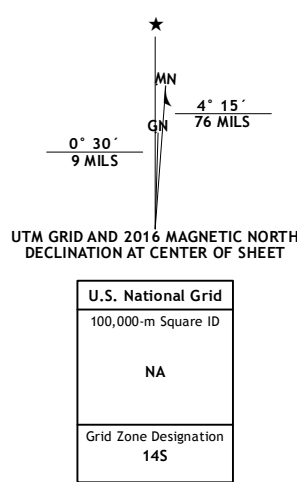 ★
MN
4° 15´
76 MILS
GN
0° 30´
9 MILS
UTM GRID AND 2016 MAGNETIC NORTH
DECLINATION AT CENTER OF SHEET
U.S. National Grid
100,000-m Square ID
NA
Grid Zone Designation
14S